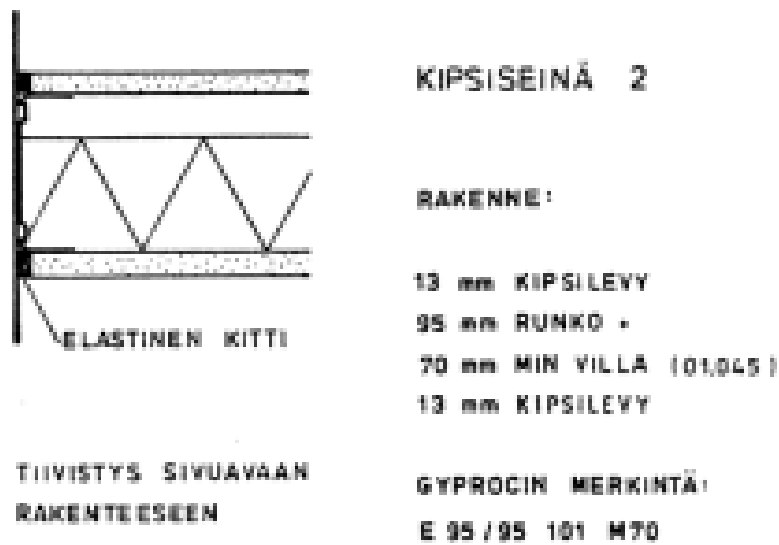 KIPSISEINÄ 2
RAKENNE:
13 mm KIPSILEVY
95 mm RUNKO +
70 mm MIN VILLA (01.045)
13 mm KIPSILEVY
ELASTINEN KITTI
TIIVISTYS SIVUAVAAN
RAKENTEESEEN
GYPROCIN MERKINTÄ:
E 95/95 101 M70